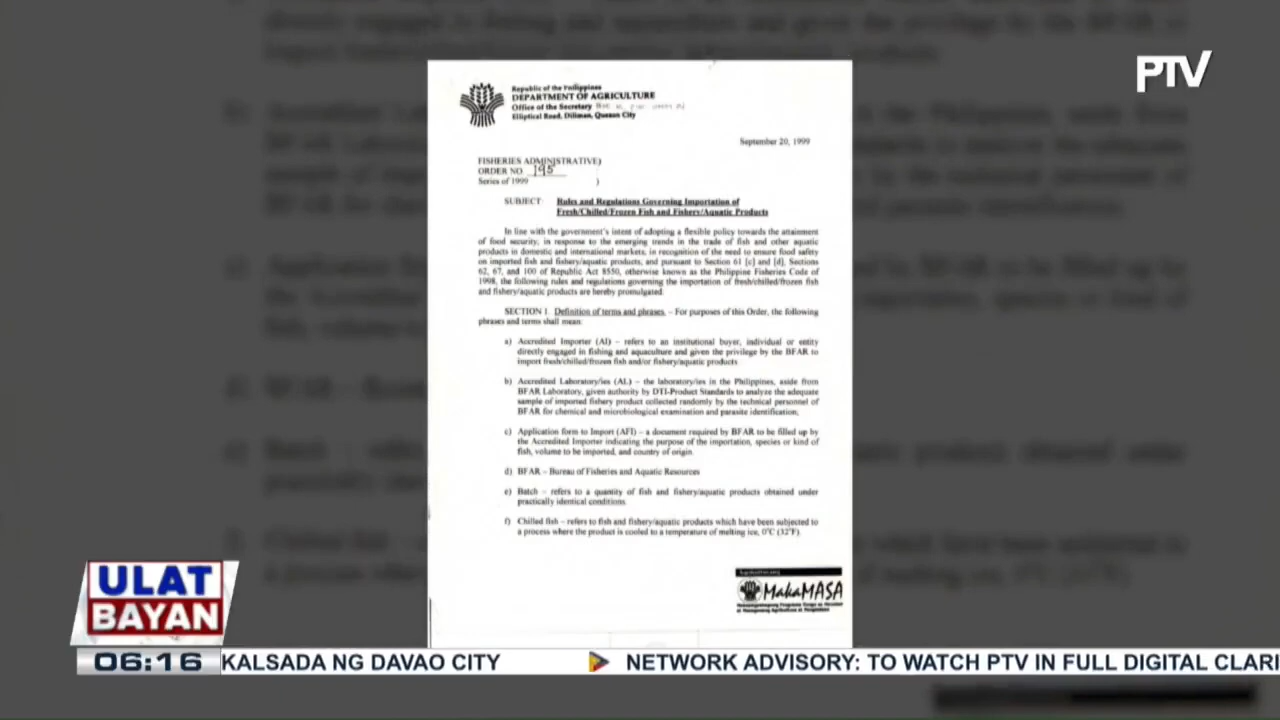 PTV
Republic of the Philippines
DEPARTMENT OF AGRICULTURE
Office of the Secretary
Elliptical Road, Diliman, Quezon City
September 20, 1999
FISHERIES ADMINISTRATIVE)
ORDER NO. 195
Series of 1999 )
SUBJECT: Rules and Regulations Governing Importation of
Fresh/Chilled/Frozen Fish and Fishery/Aquatic Products
In line with the government's intent of adopting a flexible policy towards the attainment
of food security, in response to the emerging trends in the trade of fish and other aquatic
products in domestic and international markets, in recognition of the need to ensure food safety
on imported fish and fishery/aquatic products, and pursuant to Section 61 [c] and [d], Sections
62, 67, and 100 of Republic Act 8550, otherwise known as the Philippine Fisheries Code of
1998, the following rules and regulations governing the importation of fresh/chilled/frozen fish
and fishery/aquatic products are hereby promulgated.
SECTION 1. Definition of terms and phrases. – For purposes of this Order, the following
phrases and terms shall mean:
a) Accredited Importer (AI) – refers to an institutional buyer, individual or entity
directly engaged in fishing and aquaculture and given the privilege by the BFAR to
import fresh/chilled/frozen fish and/or fishery/aquatic products
b) Accredited Laboratory/ies (AL) – the laboratory/ies in the Philippines, aside from
BFAR Laboratory, given authority by DTI-Product Standards to analyze the adequate
sample of imported fishery product collected randomly by the technical personnel of
BFAR for chemical and microbiological examination and parasite identification;
c) Application form to Import (AFI) – a document required by BFAR to be filled up by
the Accredited Importer indicating the purpose of the importation, species or kind of
fish, volume to be imported, and country of origin.
d) BFAR – Bureau of Fisheries and Aquatic Resources
e) Batch – refers to a quantity of fish and fishery/aquatic products obtained under
practically identical conditions.
f) Chilled fish – refers to fish and fishery/aquatic products which have been subjected to
a process where the product is cooled to a temperature of melting ice, 0°C (32°F).
MakaMASA
ULAT
BAYAN
06:16 KALSADA NG DAVAO CITY NETWORK ADVISORY: TO WATCH PTV IN FULL DIGITAL CLARI